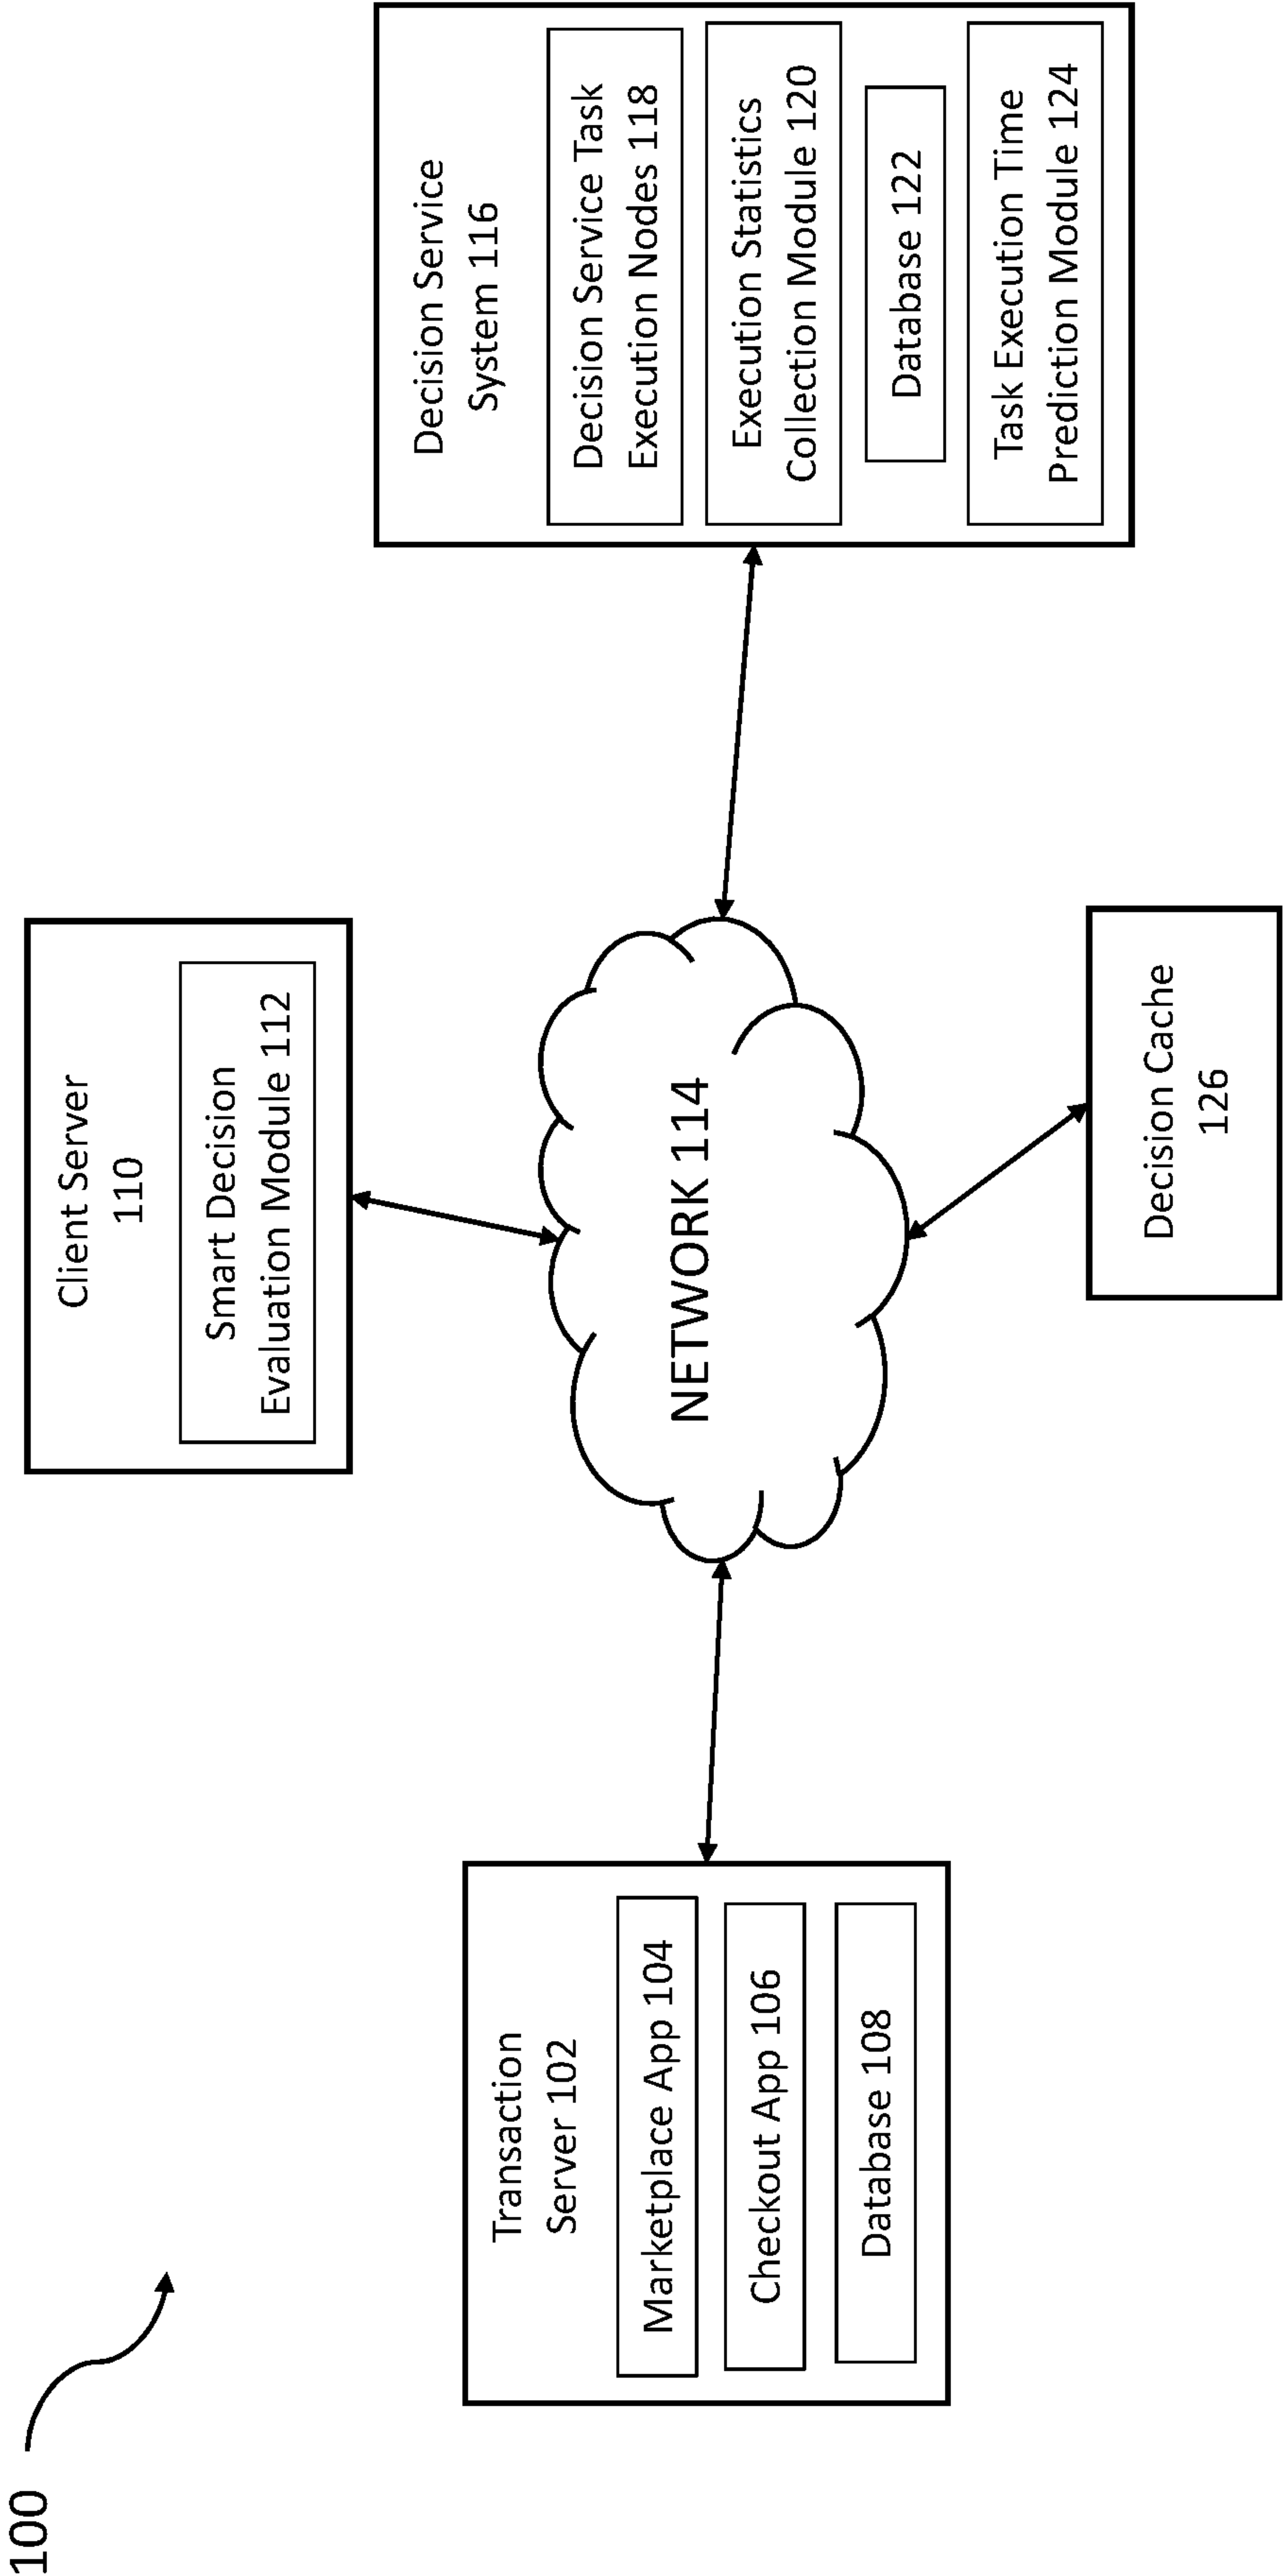 100
Client Server
110
Smart Decision
Evaluation Module 112
Transaction
Server 102
Marketplace App 104
Checkout App 106
Database 108
NETWORK 114
Decision Service
System 116
Decision Service Task
Execution Nodes 118
Execution Statistics
Collection Module 120
Database 122
Task Execution Time
Prediction Module 124
Decision Cache
126